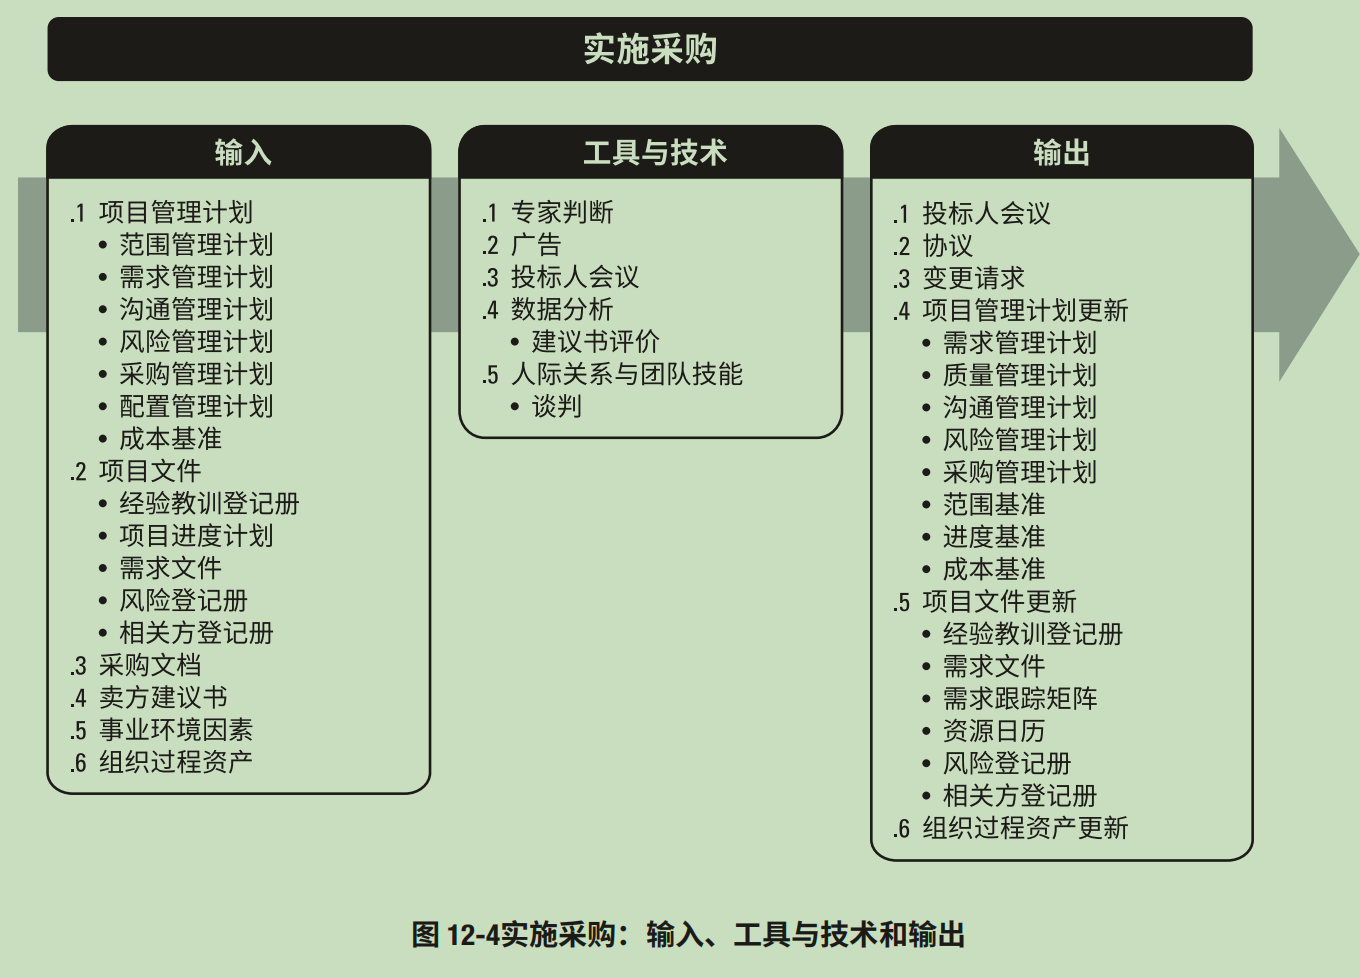 实施采购
输入
.1 项目管理计划
• 范围管理计划
• 需求管理计划
• 沟通管理计划
• 风险管理计划
• 采购管理计划
• 配置管理计划
• 成本基准
.2 项目文件
• 经验教训登记册
• 项目进度计划
• 需求文件
• 风险登记册
• 相关方登记册
.3 采购文档
.4 卖方建议书
.5 事业环境因素
.6 组织过程资产
工具与技术
.1 专家判断
.2 广告
.3 投标人会议
.4 数据分析
• 建议书评价
.5 人际关系与团队技能
• 谈判
输出
.1 投标人会议
.2 协议
.3 变更请求
.4 项目管理计划更新
• 需求管理计划
• 质量管理计划
• 沟通管理计划
• 风险管理计划
• 采购管理计划
• 范围基准
• 进度基准
• 成本基准
.5 项目文件更新
• 经验教训登记册
• 需求文件
• 需求跟踪矩阵
• 资源日历
• 风险登记册
• 相关方登记册
.6 组织过程资产更新
图 12-4实施采购：输入、工具与技术和输出